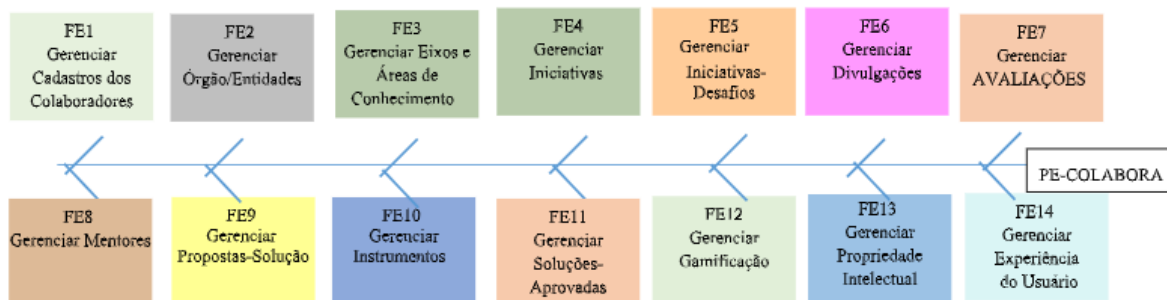 FE1
Gerenciar
Cadastros dos
Colaboradores
FE2
Gerenciar
Órgão/Entidades
FE3
Gerenciar Eixos e
Áreas de
Conhecimento
FE4
Gerenciar
Iniciativas
FE5
Gerenciar
Iniciativas-
Desafios
FE6
Gerenciar
Divulgações
FE7
Gerenciar
AVALIAÇÕES
PE-COLABORA
FE8
Gerenciar Mentores
FE9
Gerenciar
Propostas-Solução
FE10
Gerenciar
Instrumentos
FE11
Gerenciar
Soluções-
Aprovadas
FE12
Gerenciar
Gamificação
FE13
Gerenciar
Propriedade
Intelectual
FE14
Gerenciar
Experiência
do Usuário